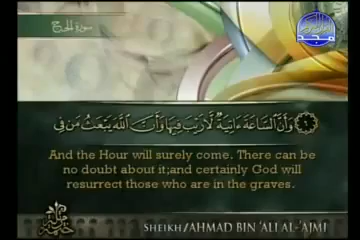 سورة الحج
وَأَنَّ السَّاعَةَ ءَاتِيَةٌ لَّا رَيْبَ فِيهَا وَأَنَّ اللَّهَ يَبْعَثُ مَن فِي
And the Hour will surely come. There can
be no doubt about it;and certainly God will
resurrect those who are in the graves.
SHEIKH/AHMAD BIN 'ALI AL-'AJMI